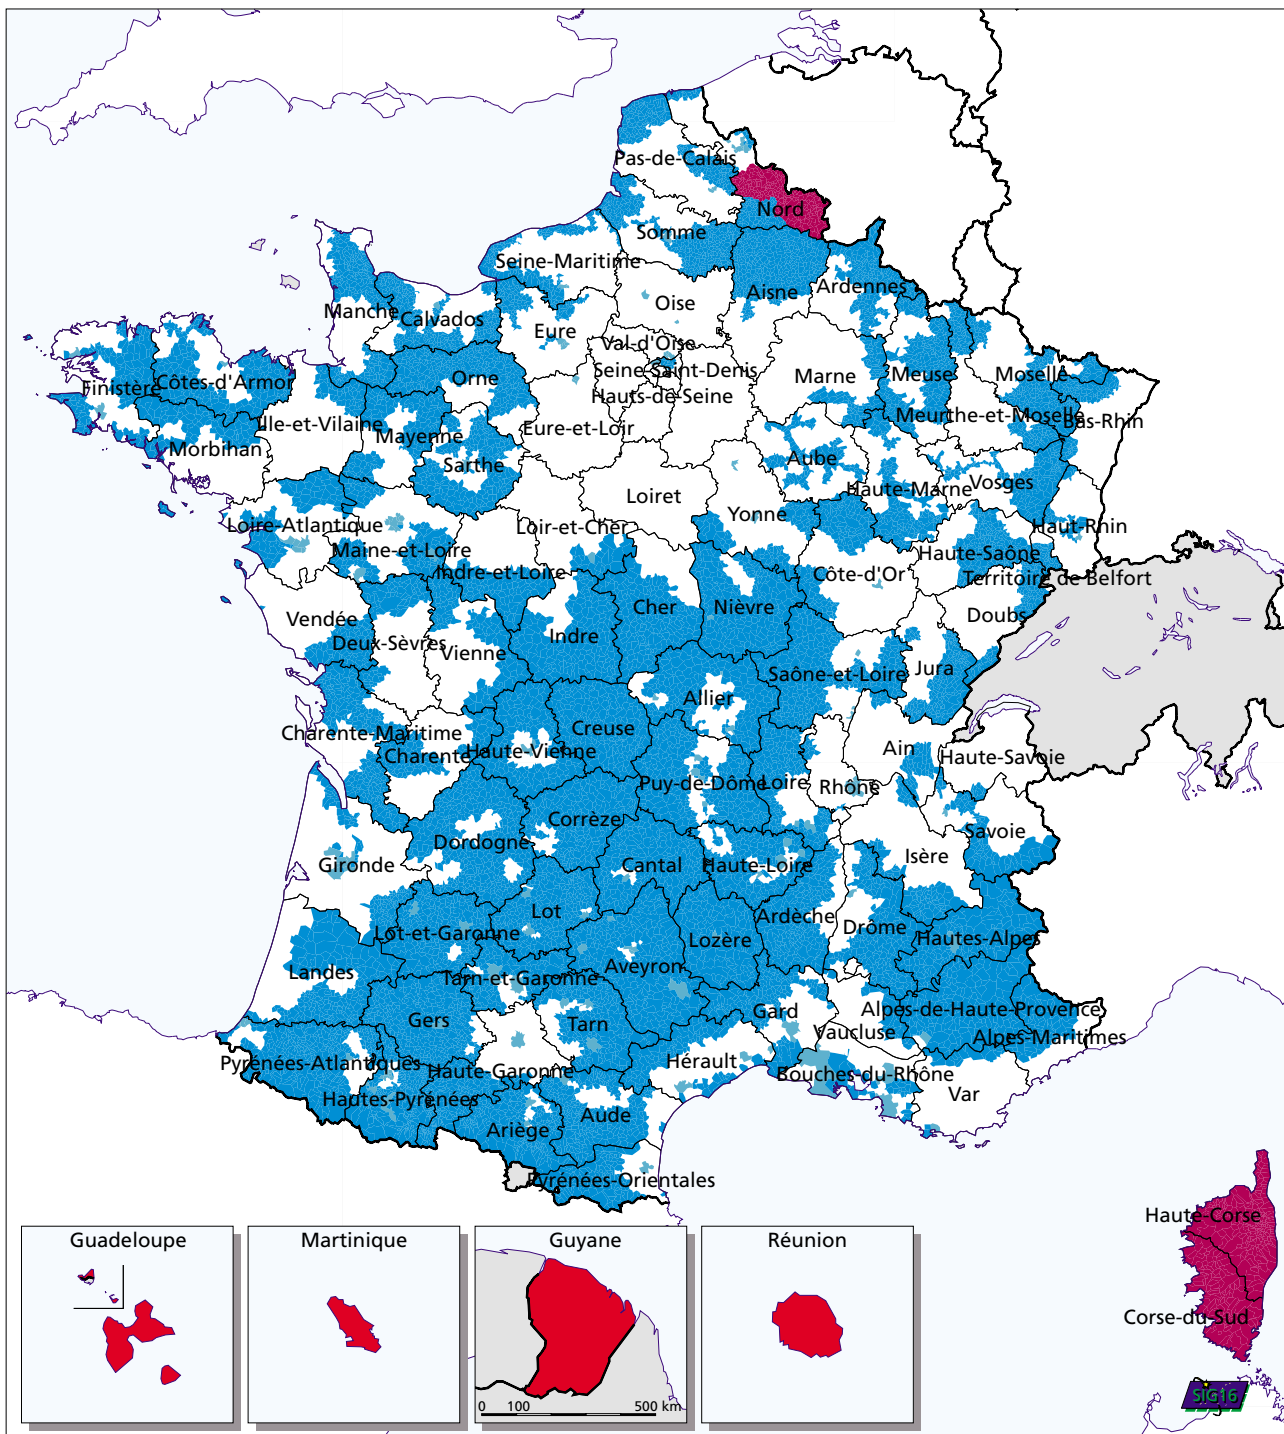 Pas-de-Calais
Nord
Somme
Seine-Maritime
Oise
Aisne
Ardennes
Manche
Calvados
Eure
Val-d'Oise
Seine-Saint-Denis
Hauts-de-Seine
Marne
Meuse
Moselle
Meurthe-et-Moselle
Bas-Rhin
Finistère
Côtes-d'Armor
Orne
Ille-et-Vilaine
Mayenne
Eure-et-Loir
Morbihan
Sarthe
Aube
Haute-Marne
Vosges
Loiret
Yonne
Haut-Rhin
Loire-Atlantique
Maine-et-Loire
Loir-et-Cher
Indre-et-Loire
Côte-d'Or
Haute-Saône
Territoire de Belfort
Vendée
Deux-Sèvres
Vienne
Indre
Cher
Nièvre
Doubs
Saône-et-Loire
Jura
Allier
Creuse
Charente-Maritime
Charente
Haute-Vienne
Ain
Haute-Savoie
Puy-de-Dôme
Loire
Rhône
Corrèze
Savoie
Dordogne
Gironde
Cantal
Haute-Loire
Isère
Lot
Ardèche
Drôme
Hautes-Alpes
Lot-et-Garonne
Lozère
Landes
Tarn-et-Garonne
Aveyron
Gers
Tarn
Gard
Alpes-de-Haute-Provence
Vaucluse
Alpes-Maritimes
Pyrénées-Atlantiques
Haute-Garonne
Hérault
Bouches-du-Rhône
Var
Hautes-Pyrénées
Ariège
Aude
Pyrénées-Orientales
Haute-Corse
Corse-du-Sud
Guadeloupe
Martinique
Guyane
0 100 500 km
Réunion
SIG16